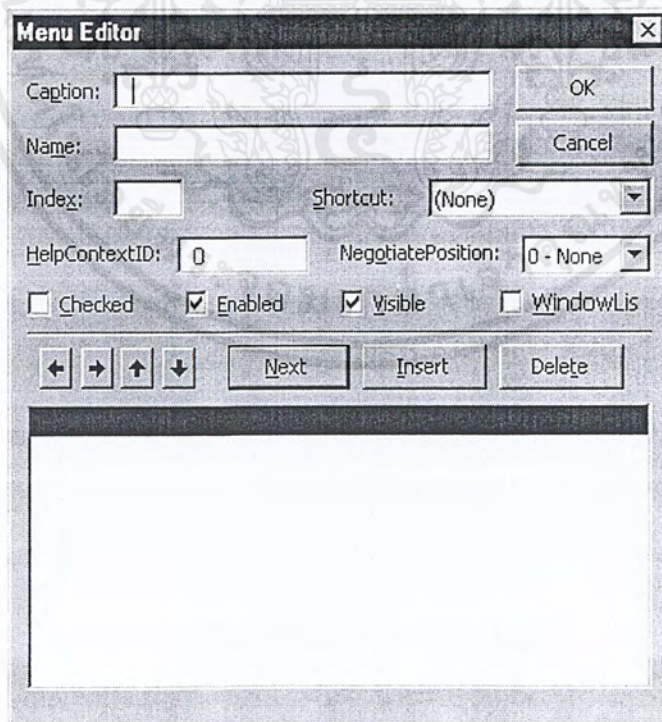 Menu Editor
Caption: OK
Name: Cancel
Index: Shortcut: (None)
HelpContextID: 0 NegotiatePosition: 0 - None
Checked Enabled Visible WindowLis
Next Insert Delete